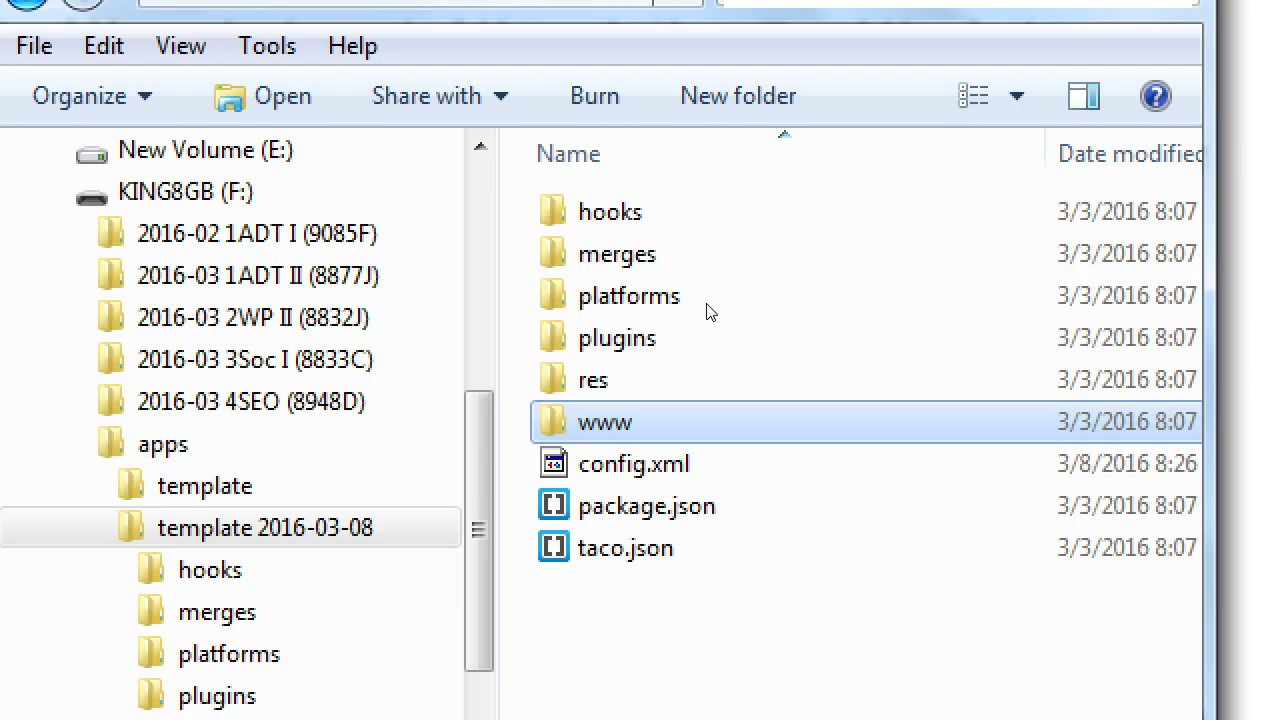 File Edit View Tools Help
Organize Open Share with Burn New folder
New Volume (E:)
KING8GB (F:)
2016-02 1ADT I (9085F)
2016-03 1ADT II (8877J)
2016-03 2WP II (8832J)
2016-03 3Soc I (8833C)
2016-03 4SEO (8948D)
apps
template
template 2016-03-08
hooks
merges
platforms
plugins
Name Date modified
hooks 3/3/2016 8:07
merges 3/3/2016 8:07
platforms 3/3/2016 8:07
plugins 3/3/2016 8:07
res 3/3/2016 8:07
www 3/3/2016 8:07
config.xml 3/8/2016 8:26
package.json 3/3/2016 8:07
taco.json 3/3/2016 8:07